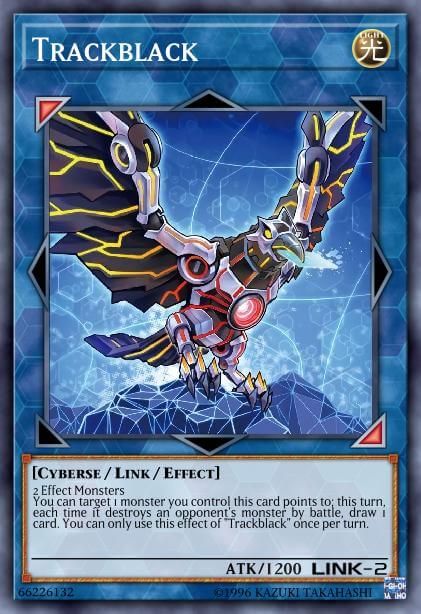 Trackblack
LIGHT
光
[Cyberse / Link / Effect]
2 Effect Monsters
You can target 1 monster you control this card points to; this turn,
each time it destroys an opponent's monster by battle, draw 1
card. You can only use this effect of "Trackblack" once per turn.
ATK/1200 LINK-2
66226132
©1996 KAZUKI TAKAHASHI